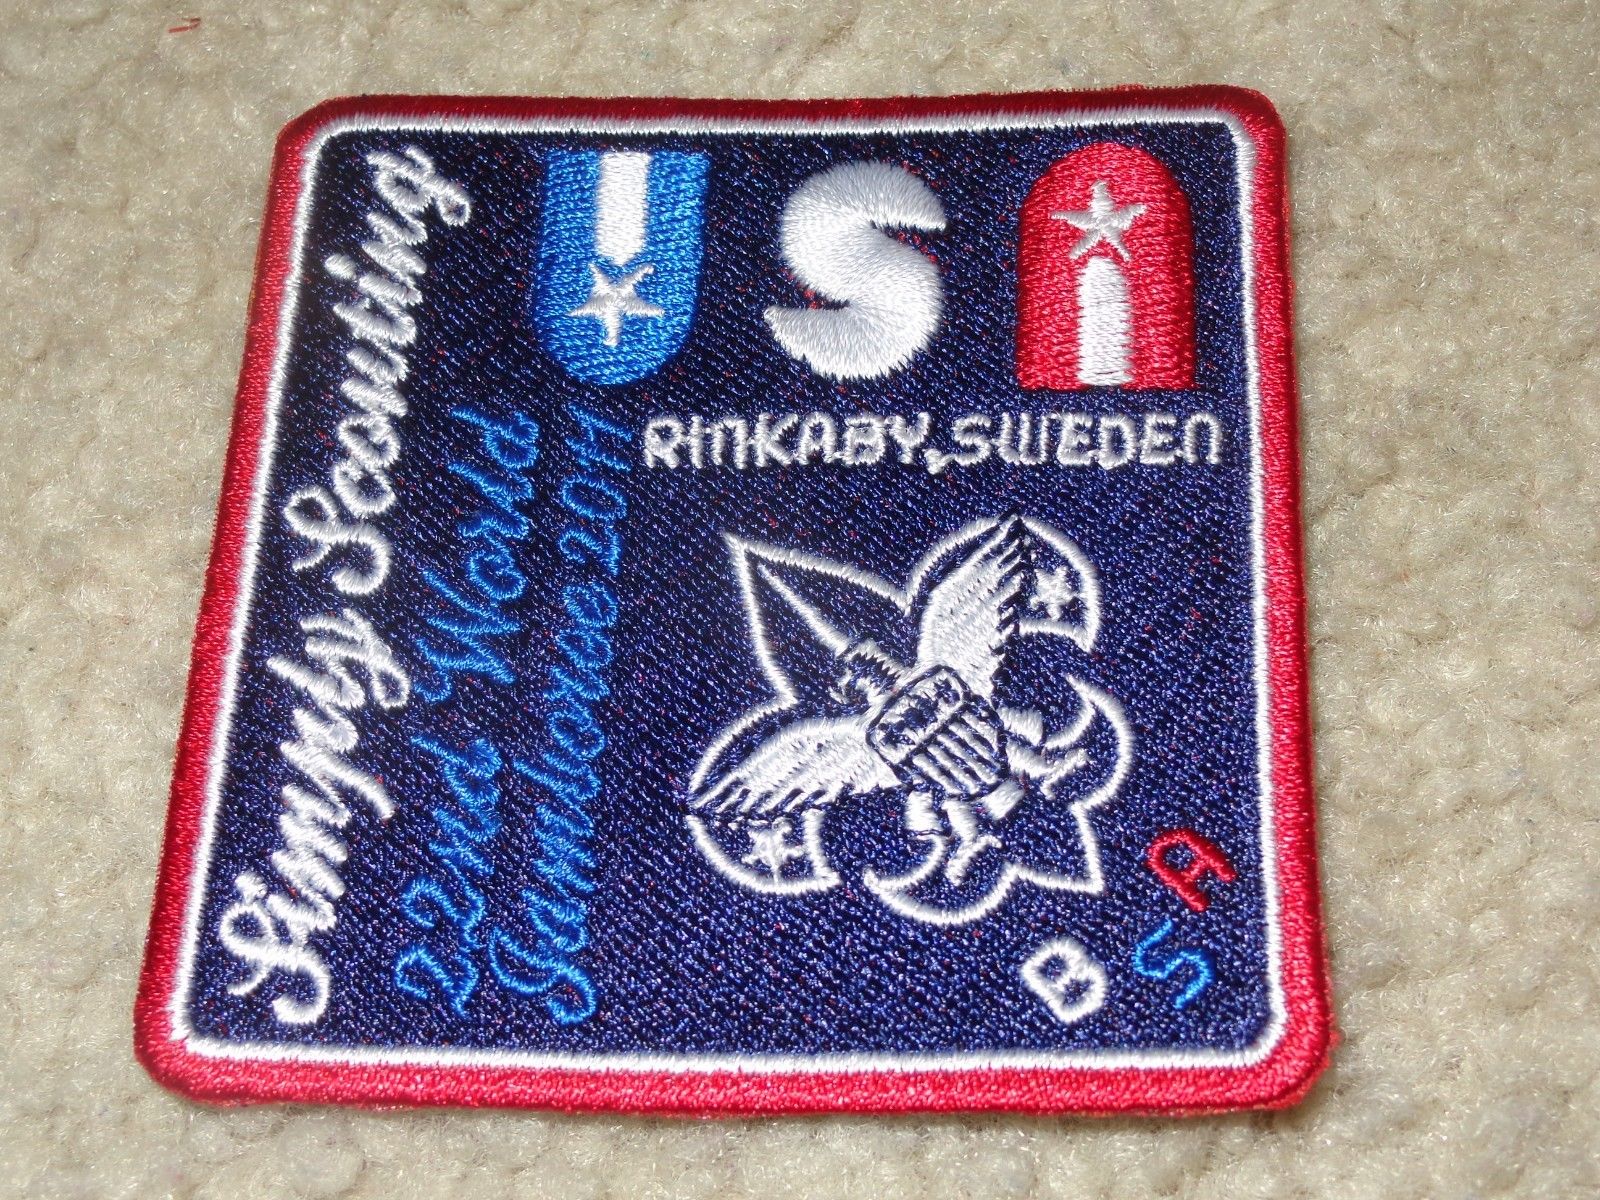 USA
RINKABY, SWEDEN
Simply Scouting
22nd World
Jamboree 2011
BSA